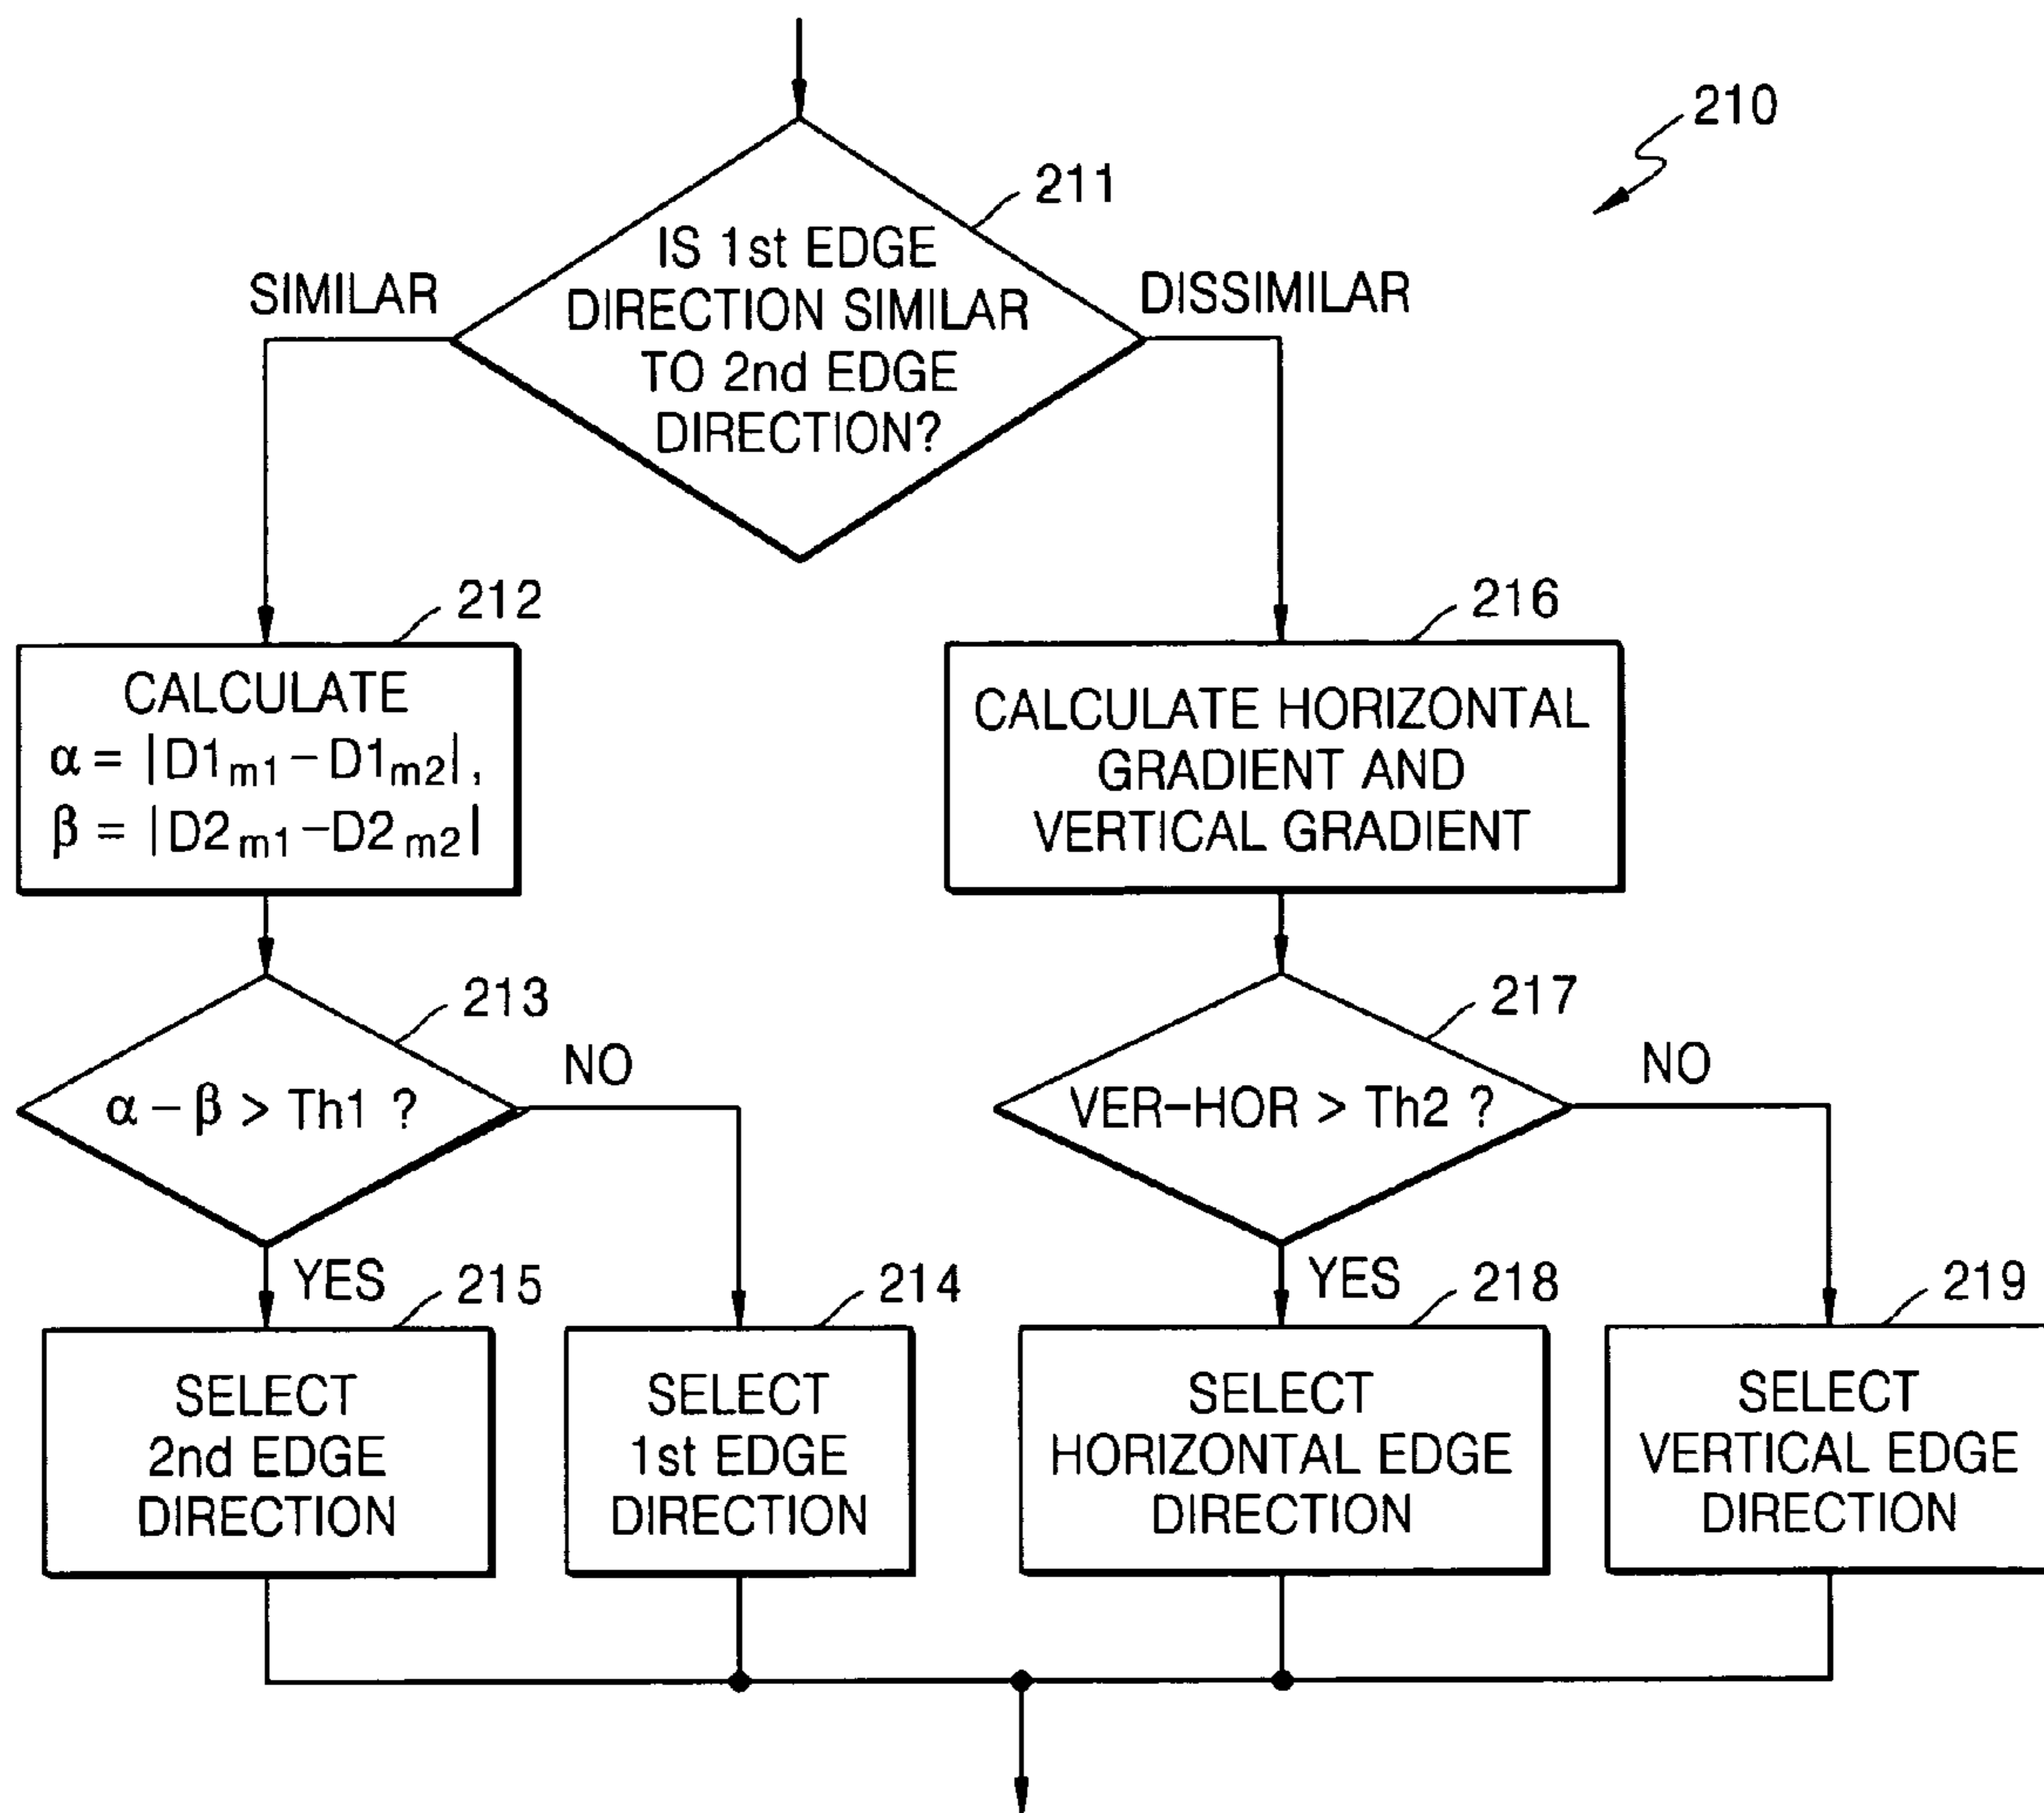 210
211
IS 1st EDGE
DIRECTION SIMILAR
TO 2nd EDGE
DIRECTION?
SIMILAR
DISSIMILAR
212
CALCULATE
α = |D1m1 – D1m2|,
β = |D2m1 – D2m2|
216
CALCULATE HORIZONTAL
GRADIENT AND
VERTICAL GRADIENT
213
α – β > Th1 ?
NO
YES
217
VER–HOR > Th2 ?
NO
YES
215
SELECT
2nd EDGE
DIRECTION
214
SELECT
1st EDGE
DIRECTION
218
SELECT
HORIZONTAL EDGE
DIRECTION
219
SELECT
VERTICAL EDGE
DIRECTION